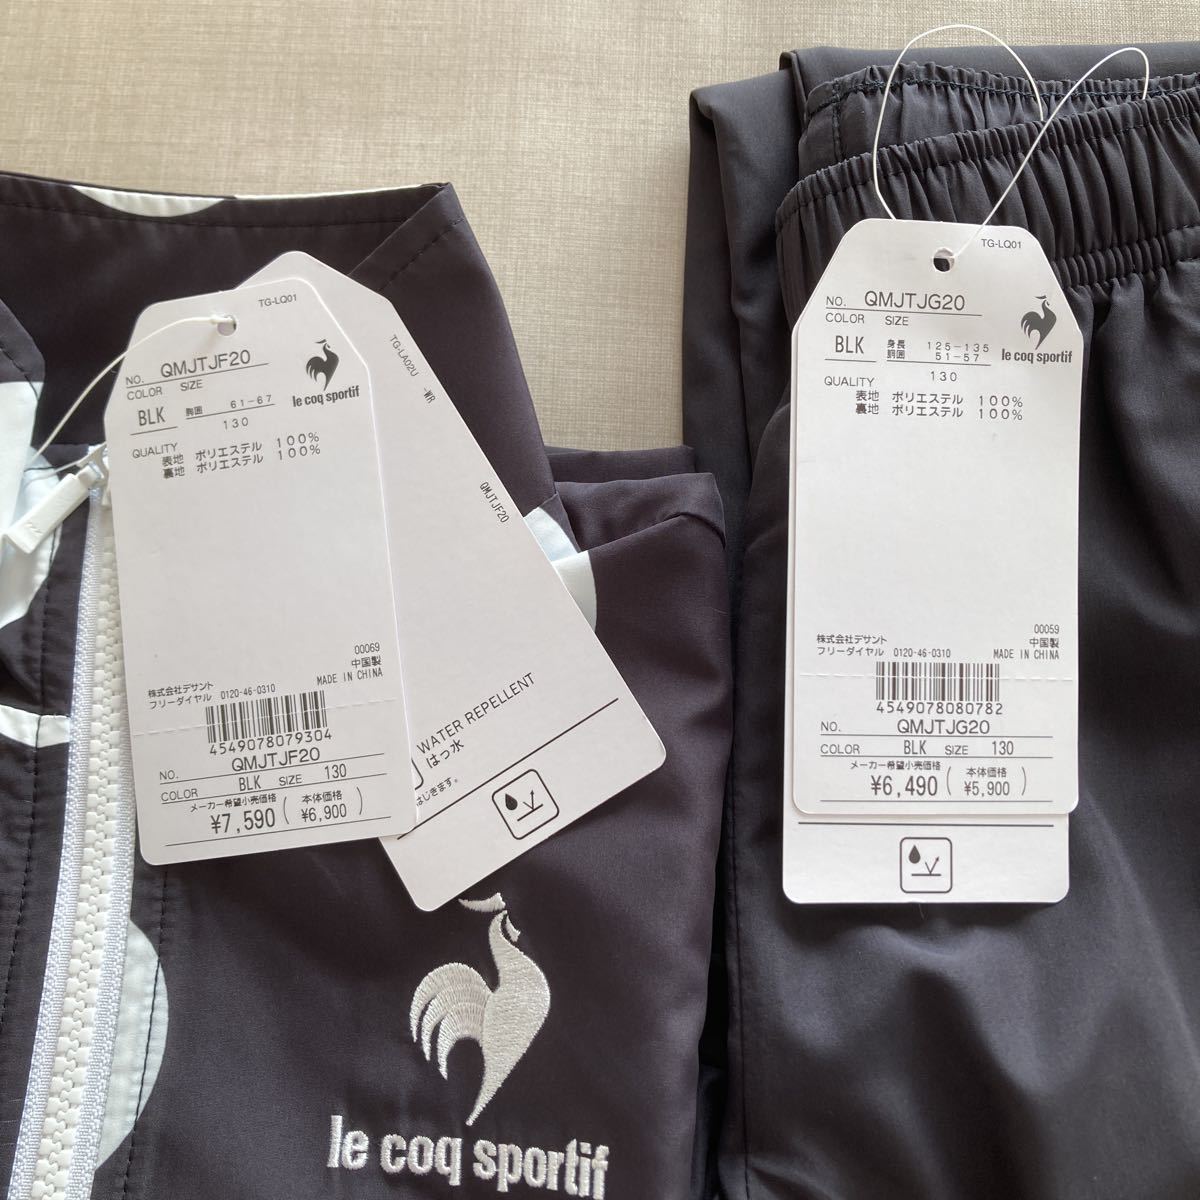 TG-LQ01
NO. QMJTJF20
COLOR SIZE
BLK 胸囲 61-67
130
le coq sportif
QUALITY
表地 ポリエステル 100%
裏地 ポリエステル 100%
00069
中国製
MADE IN CHINA
株式会社デサント
フリーダイヤル 0120-46-0310
4549078079304
NO. QMJTJF20
COLOR BLK SIZE 130
メーカー希望小売価格
¥7,590
(本体価格 ¥6,900)
TG-LA02U -WR
QMJTJF20
WATER REPELLENT
はっ水
はじきます。
le coq sportif
TG-LQ01
NO. QMJTJG20
COLOR SIZE
BLK 身長 125-135
胴囲 51-57
130
le coq sportif
QUALITY
表地 ポリエステル 100%
裏地 ポリエステル 100%
00059
中国製
MADE IN CHINA
株式会社デサント
フリーダイヤル 0120-46-0310
4549078080782
NO. QMJTJG20
COLOR BLK SIZE 130
メーカー希望小売価格
¥6,490
(本体価格 ¥5,900)